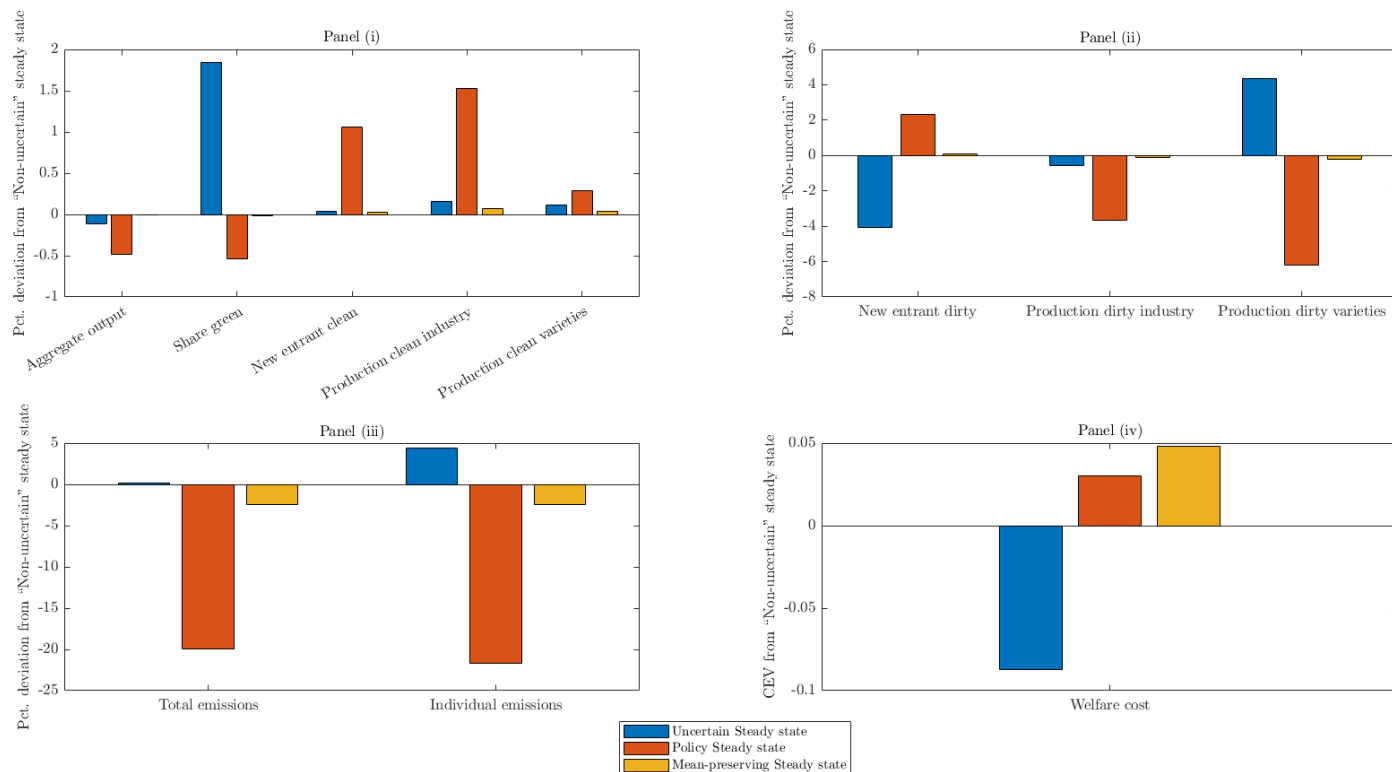 Panel (i)
Pct. deviation from “Non-uncertain” steady state
2
1.5
1
0.5
0
-0.5
-1
Aggregate output
Share green
New entrant clean
Production clean industry
Production clean varieties
Panel (ii)
Pct. deviation from “Non-uncertain” steady state
6
4
2
0
-2
-4
-6
-8
New entrant dirty
Production dirty industry
Production dirty varieties
Panel (iii)
Pct. deviation from “Non-uncertain” steady state
5
0
-5
-10
-15
-20
-25
Total emissions
Individual emissions
Panel (iv)
CEV from “Non-uncertain” steady state
0.05
0
-0.05
-0.1
Welfare cost
Uncertain Steady state
Policy Steady state
Mean-preserving Steady state